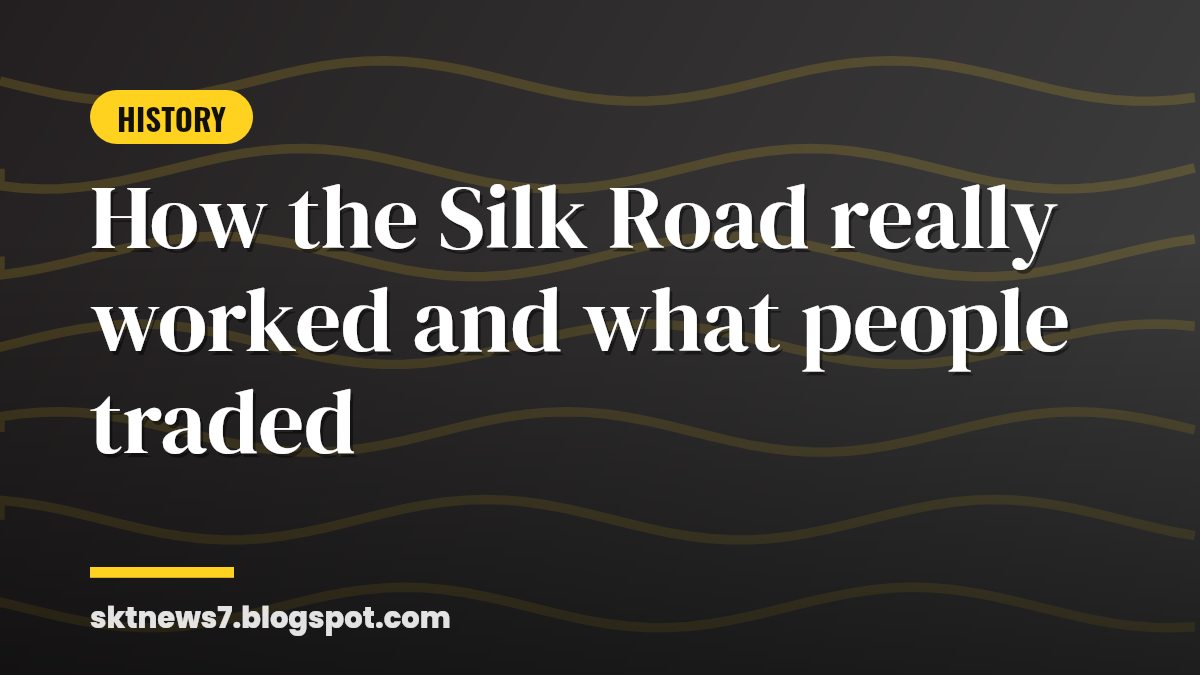 HISTORY
How the Silk Road really
worked and what people
traded
sktnews7.blogspot.com